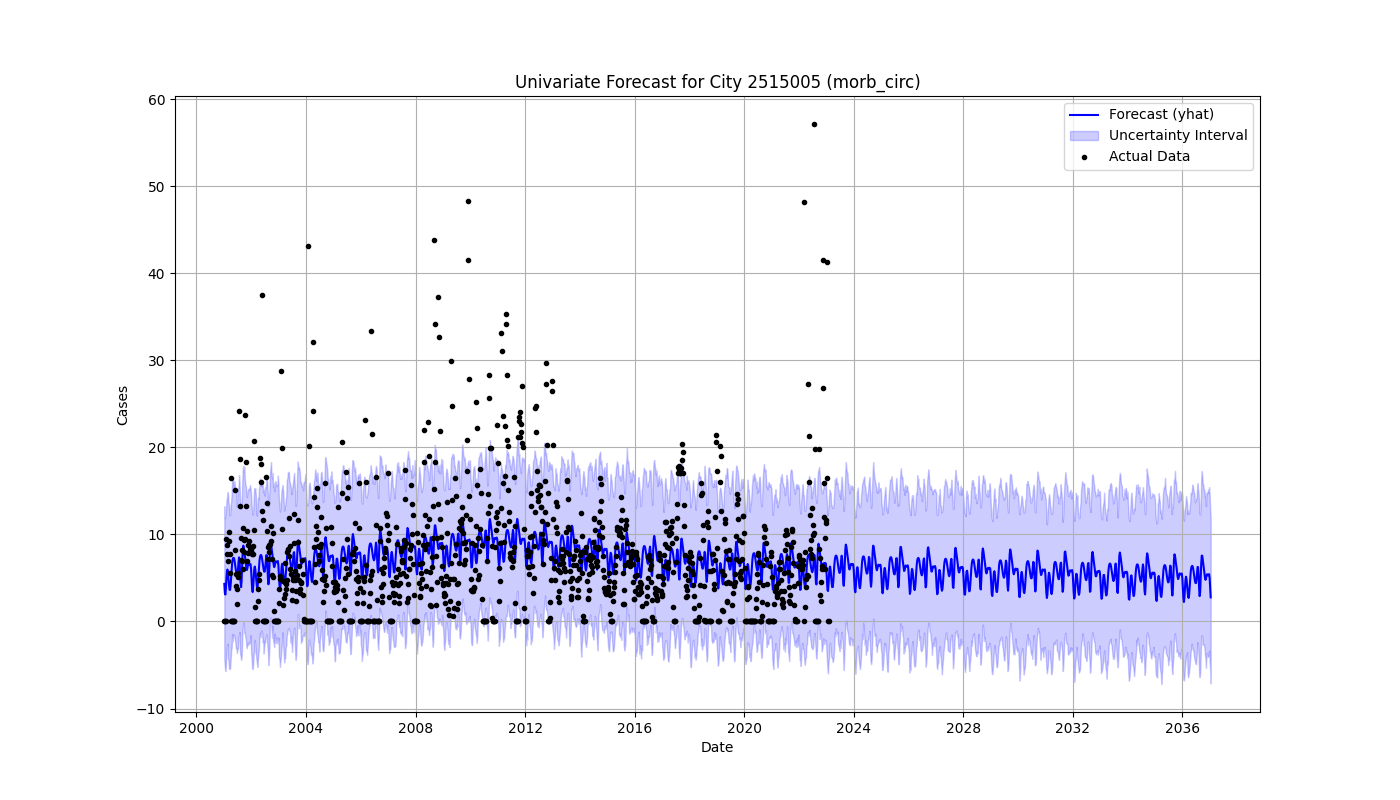 Univariate Forecast for City 2515005 (morb_circ)
60
50
40
30
20
10
0
−10
Cases
Forecast (yhat)
Uncertainty Interval
Actual Data
2000 2004 2008 2012 2016 2020 2024 2028 2032 2036
Date